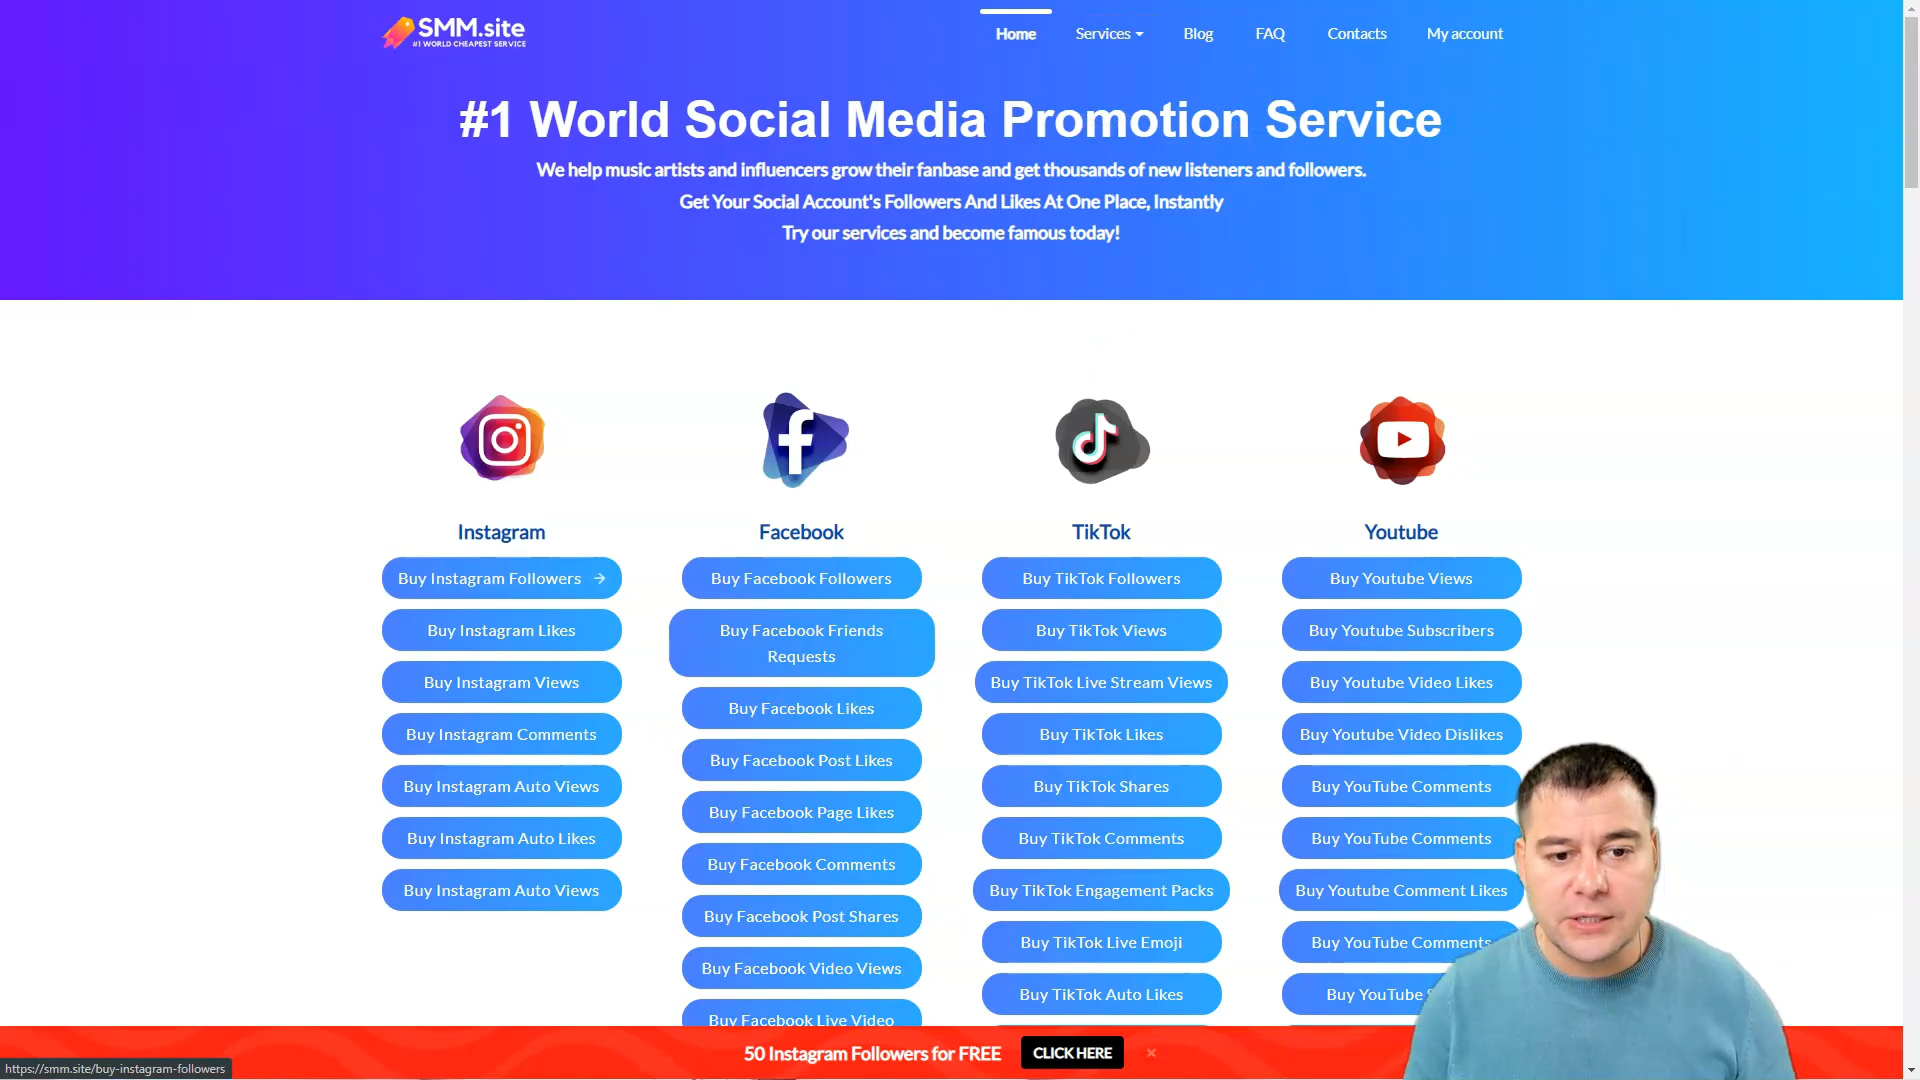 SMM.site
#1 WORLD CHEAPEST SERVICE
Home
Services
Blog
FAQ
Contacts
My account
#1 World Social Media Promotion Service
We help music artists and influencers grow their fanbase and get thousands of new listeners and followers.
Get Your Social Account's Followers And Likes At One Place, Instantly
Try our services and become famous today!
Instagram
Buy Instagram Followers →
Buy Instagram Likes
Buy Instagram Views
Buy Instagram Comments
Buy Instagram Auto Views
Buy Instagram Auto Likes
Buy Instagram Auto Views
Facebook
Buy Facebook Followers
Buy Facebook Friends
Requests
Buy Facebook Likes
Buy Facebook Post Likes
Buy Facebook Page Likes
Buy Facebook Comments
Buy Facebook Post Shares
Buy Facebook Video Views
Buy Facebook Live Video
TikTok
Buy TikTok Followers
Buy TikTok Views
Buy TikTok Live Stream Views
Buy TikTok Likes
Buy TikTok Shares
Buy TikTok Comments
Buy TikTok Engagement Packs
Buy TikTok Live Emoji
Buy TikTok Auto Likes
Youtube
Buy Youtube Views
Buy Youtube Subscribers
Buy Youtube Video Likes
Buy Youtube Video Dislikes
Buy YouTube Comments
Buy YouTube Comments
Buy Youtube Comment Likes
Buy YouTube Comments
Buy YouTube
50 Instagram Followers for FREE
CLICK HERE
×
https://smm.site/buy-instagram-followers